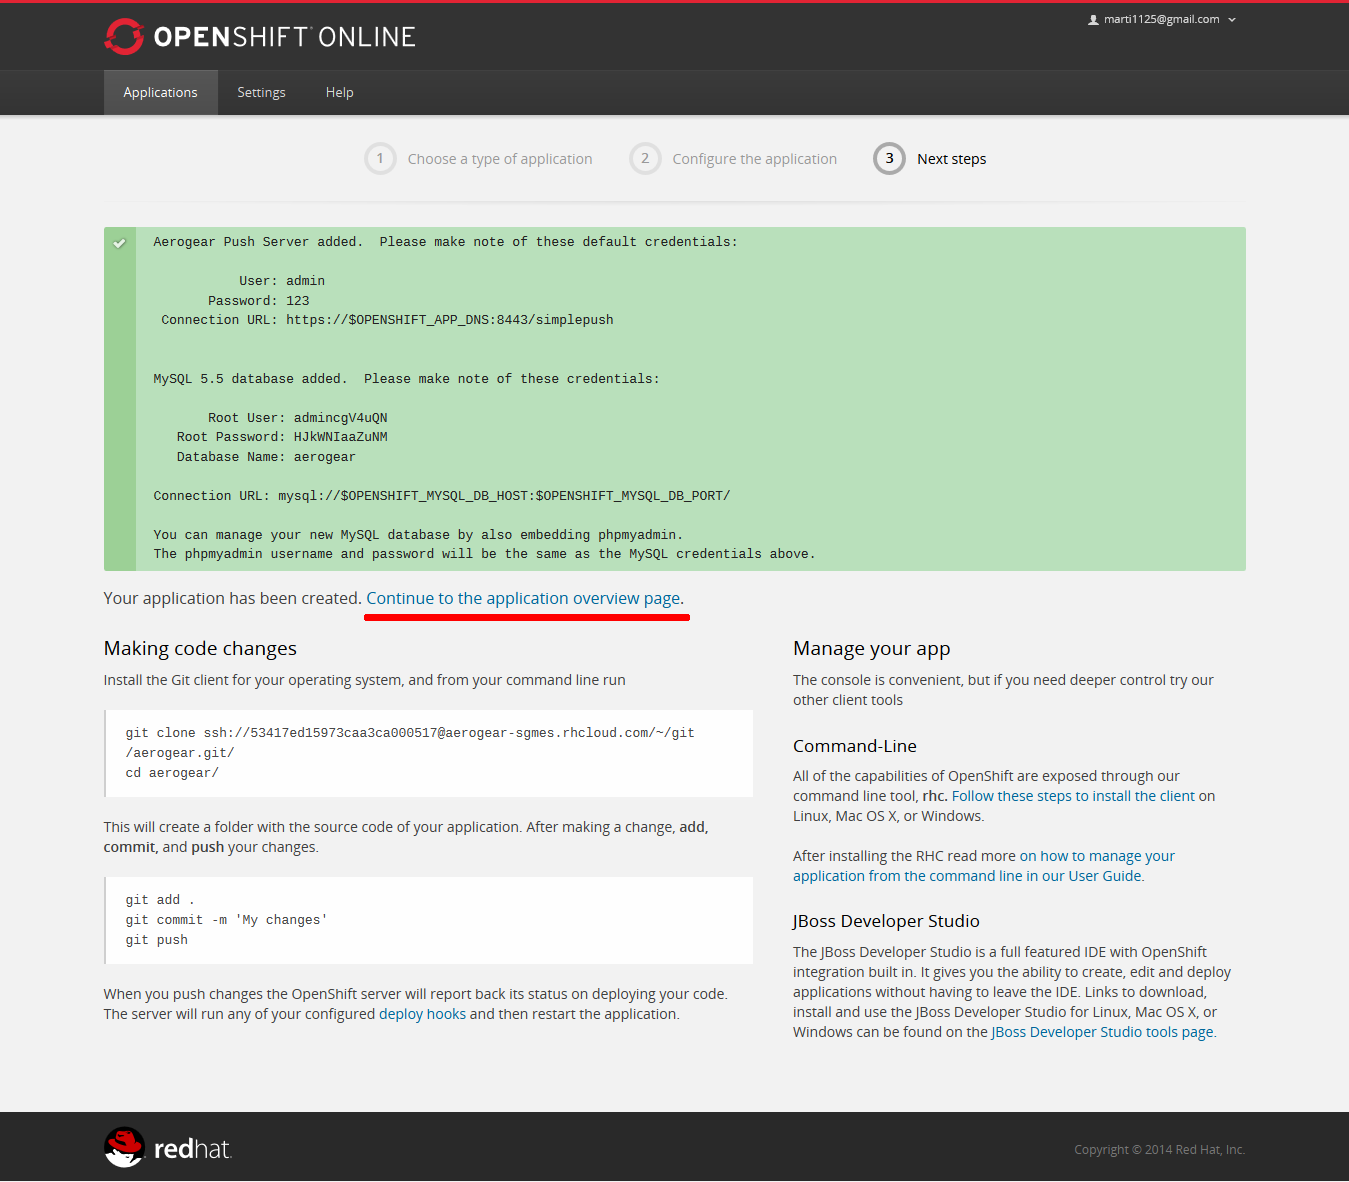 OPENSHIFT ONLINE
marti1125@gmail.com
Applications Settings Help
1 Choose a type of application 2 Configure the application 3 Next steps
Aerogear Push Server added.  Please make note of these default credentials:
User: admin
Password: 123
Connection URL: https://$OPENSHIFT_APP_DNS:8443/simplepush
MySQL 5.5 database added.  Please make note of these credentials:
Root User: admincgV4uQN
Root Password: HJkWNIaaZuNM
Database Name: aerogear
Connection URL: mysql://$OPENSHIFT_MYSQL_DB_HOST:$OPENSHIFT_MYSQL_DB_PORT/
You can manage your new MySQL database by also embedding phpmyadmin.
The phpmyadmin username and password will be the same as the MySQL credentials above.
Your application has been created. Continue to the application overview page.
Making code changes
Install the Git client for your operating system, and from your command line run
git clone ssh://53417ed15973caa3ca000517@aerogear-sgmes.rhcloud.com/~/git
/aerogear.git/
cd aerogear/
This will create a folder with the source code of your application. After making a change, add,
commit, and push your changes.
git add .
git commit -m 'My changes'
git push
When you push changes the OpenShift server will report back its status on deploying your code.
The server will run any of your configured deploy hooks and then restart the application.
Manage your app
The console is convenient, but if you need deeper control try our
other client tools
Command-Line
All of the capabilities of OpenShift are exposed through our
command line tool, rhc. Follow these steps to install the client on
Linux, Mac OS X, or Windows.
After installing the RHC read more on how to manage your
application from the command line in our User Guide.
JBoss Developer Studio
The JBoss Developer Studio is a full featured IDE with OpenShift
integration built in. It gives you the ability to create, edit and deploy
applications without having to leave the IDE. Links to download,
install and use the JBoss Developer Studio for Linux, Mac OS X, or
Windows can be found on the JBoss Developer Studio tools page.
redhat.
Copyright © 2014 Red Hat, Inc.